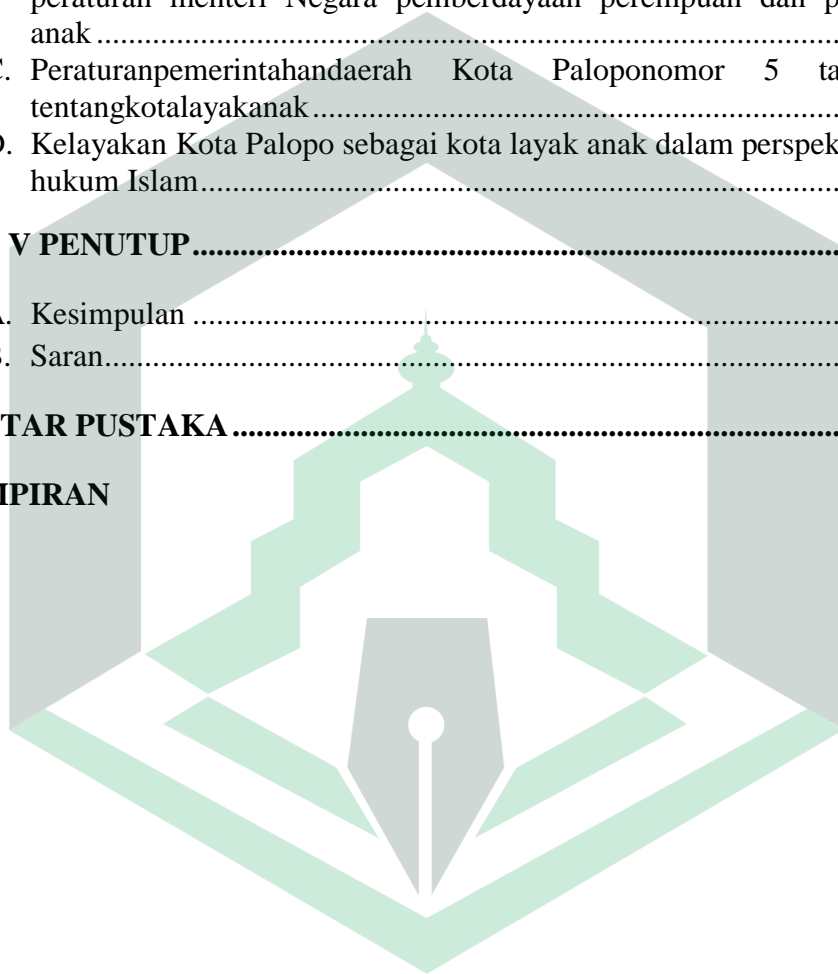 peraturan menteri Negara pemberdayaan perempuan dan p
anak
C. Peraturanpemerintahandaerah Kota Paloponomor 5 ta
tentangkotalayakanak
D. Kelayakan Kota Palopo sebagai kota layak anak dalam perspek
hukum Islam
V PENUTUP
A. Kesimpulan
B. Saran
TAR PUSTAKA
MPIRAN